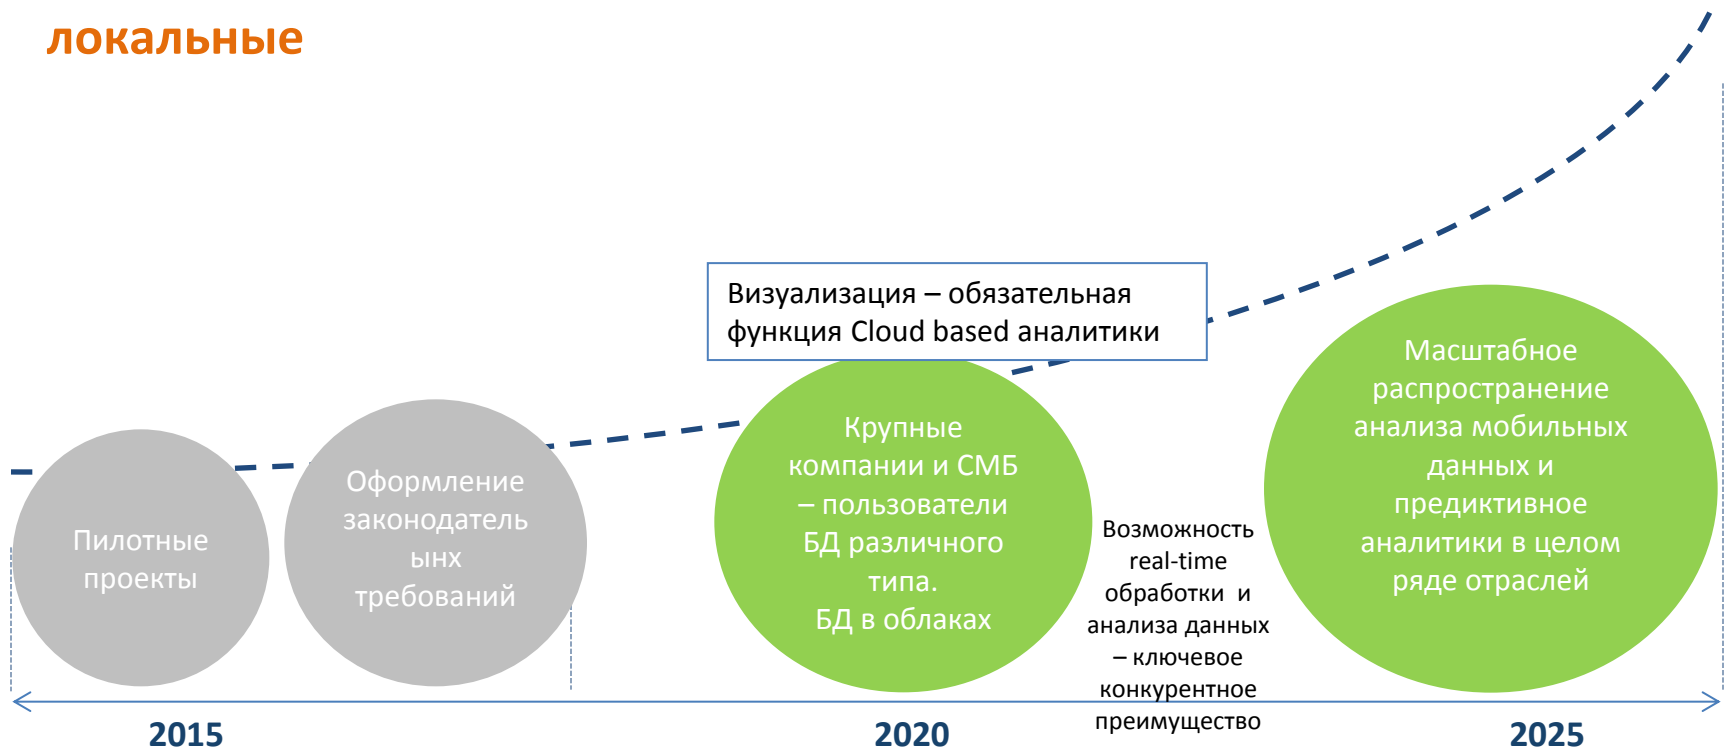 локальные
Визуализация – обязательная
функция Cloud based аналитики
Пилотные
проекты
Оформление
законодатель
ынх
требований
Крупные
компании и СМБ
– пользователи
БД различного
типа.
БД в облаках
Возможность
real-time
обработки и
анализа данных
– ключевое
конкурентное
преимущество
Масштабное
распространение
анализа мобильных
данных и
предиктивное
аналитики в целом
ряде отраслей
2015
2020
2025